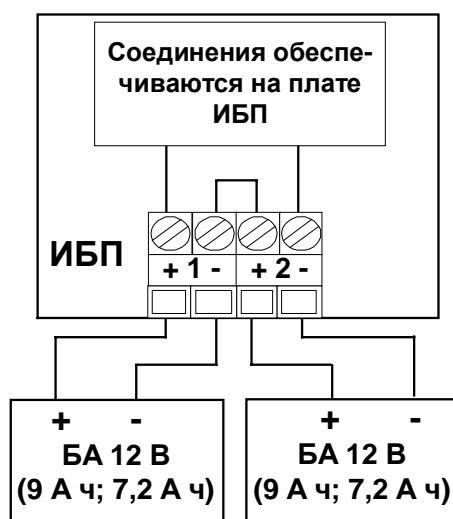 Соединения обеспе-
чиваются на плате
ИБП
ИБП
+ 1 - + 2 -
+ -
БА 12 В
(9 А ч; 7,2 А ч)
+ -
БА 12 В
(9 А ч; 7,2 А ч)